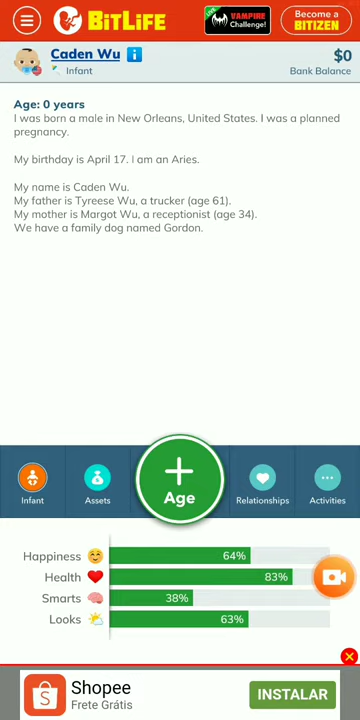 BITLIFE
LIVE
VAMPIRE
Challenge!
Become a
BITIZEN
Caden Wu
$0
Infant
Bank Balance
Age: 0 years
I was born a male in New Orleans, United States. I was a planned
pregnancy.
My birthday is April 17. I am an Aries.
My name is Caden Wu.
My father is Tyreese Wu, a trucker (age 61).
My mother is Margot Wu, a receptionist (age 34).
We have a family dog named Gordon.
Infant
Assets
Age
Relationships
Activities
Happiness 64%
Health 83%
Smarts 38%
Looks 63%
Shopee
Frete Grátis
INSTALAR